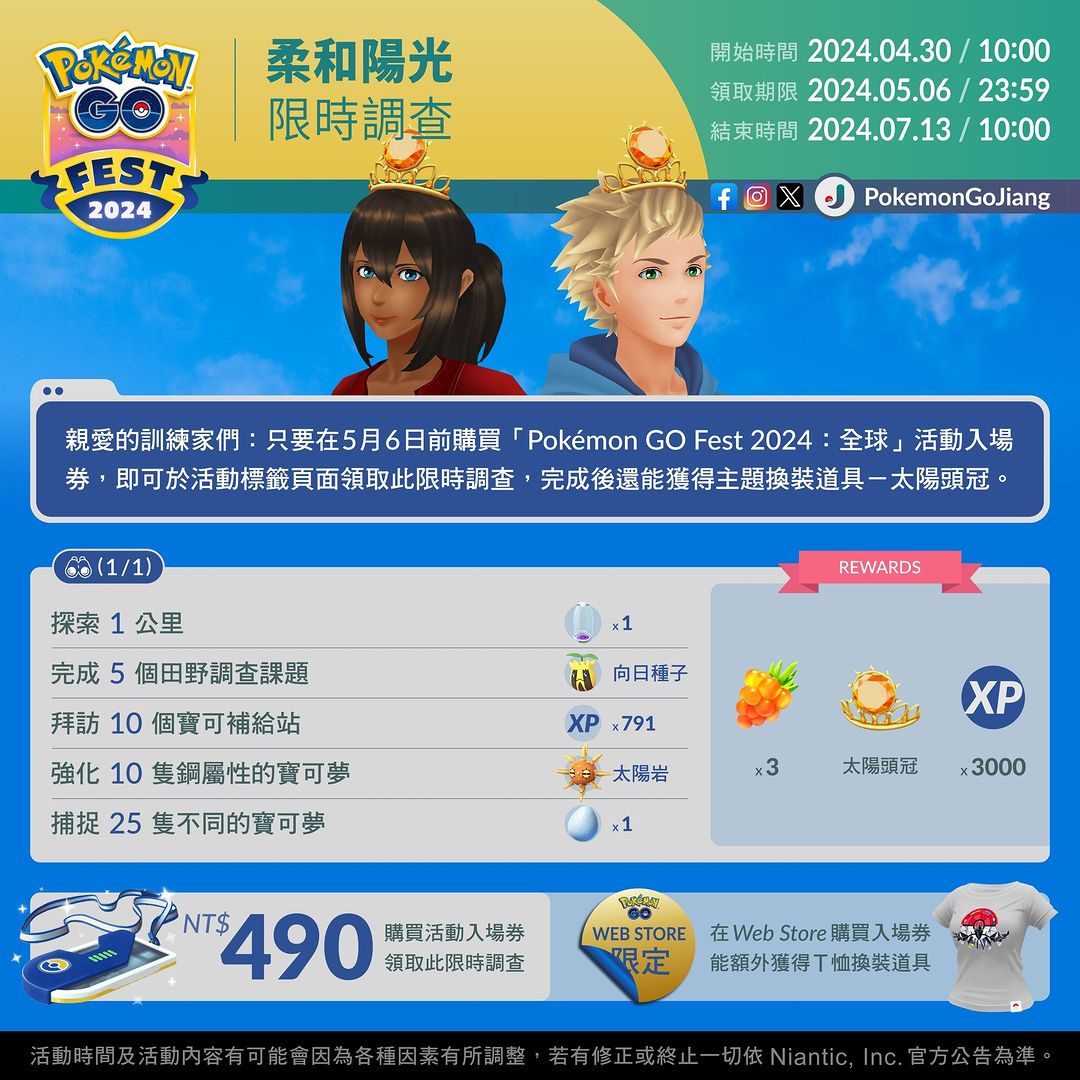 Pokémon
GO
FEST
2024
柔和陽光
限時調查
開始時間 2024.04.30 / 10:00
領取期限 2024.05.06 / 23:59
結束時間 2024.07.13 / 10:00
PokemonGoJiang
親愛的訓練家們：只要在5月6日前購買「Pokémon GO Fest 2024：全球」活動入場
券，即可於活動標籤頁面領取此限時調查，完成後還能獲得主題換裝道具－太陽頭冠。
(1/1)
REWARDS
探索 1 公里 x1
完成 5 個田野調查課題 向日種子
拜訪 10 個寶可補給站 XP x791
強化 10 隻鋼屬性的寶可夢 太陽岩
捕捉 25 隻不同的寶可夢 x1
XP
x3 太陽頭冠 x3000
NT$490
購買活動入場券
領取此限時調查
Pokémon
GO
WEB STORE
限定
在 Web Store 購買入場券
能額外獲得T恤換裝道具
活動時間及活動內容有可能會因為各種因素有所調整，若有修正或終止一切依 Niantic, Inc. 官方公告為準。